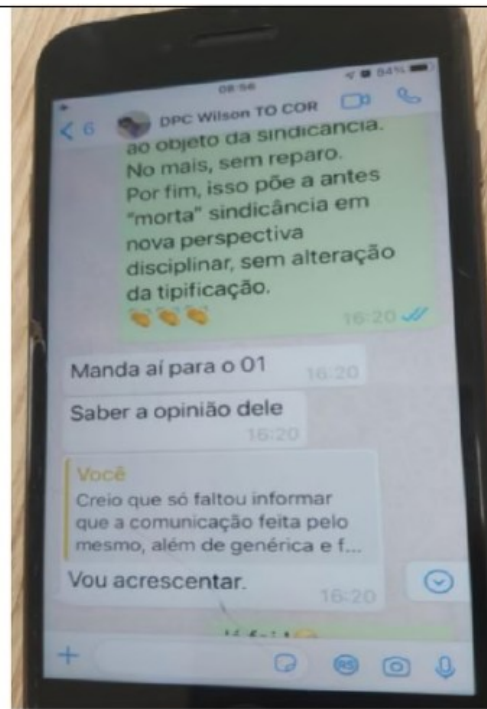 08:56
84%
6
DPC Wilson TO COR
ao objeto da sindicância.
No mais, sem reparo.
Por fim, isso põe a antes
"morta" sindicância em
nova perspectiva
disciplinar, sem alteração
da tipificação.
👏👏👏
16:20
Manda aí para o 01
16:20
Saber a opinião dele
16:20
Você
Creio que só faltou informar
que a comunicação feita pelo
mesmo, além de genérica e f...
Vou acrescentar.
16:20